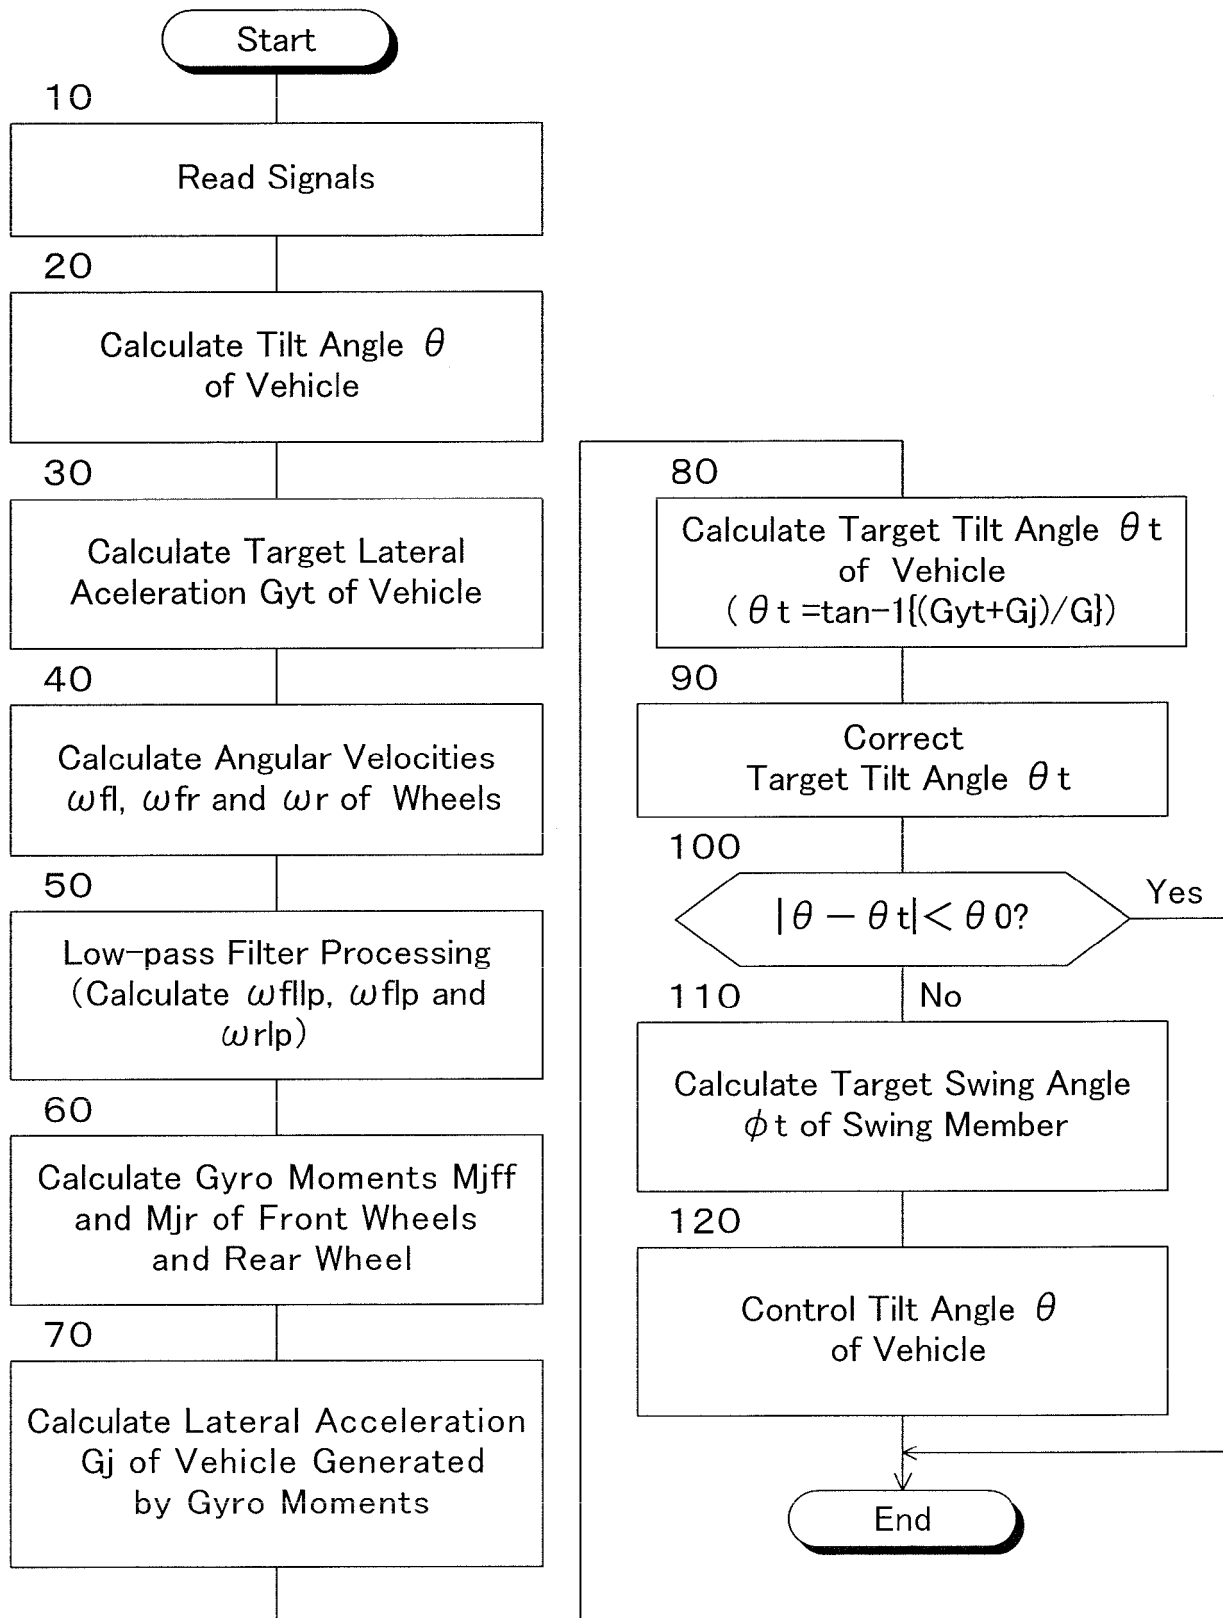 Start
10
Read Signals
20
Calculate Tilt Angle θ
of Vehicle
30
Calculate Target Lateral
Aceleration Gyt of Vehicle
40
Calculate Angular Velocities
ωfl, ωfr and ωr of Wheels
50
Low-pass Filter Processing
(Calculate ωfllp, ωflp and
ωrlp)
60
Calculate Gyro Moments Mjff
and Mjr of Front Wheels
and Rear Wheel
70
Calculate Lateral Acceleration
Gj of Vehicle Generated
by Gyro Moments
80
Calculate Target Tilt Angle θt
of Vehicle
(θt=tan-1{(Gyt+Gj)/G})
90
Correct
Target Tilt Angle θt
100
|θ-θt|<θ0?
Yes
No
110
Calculate Target Swing Angle
φt of Swing Member
120
Control Tilt Angle θ
of Vehicle
End